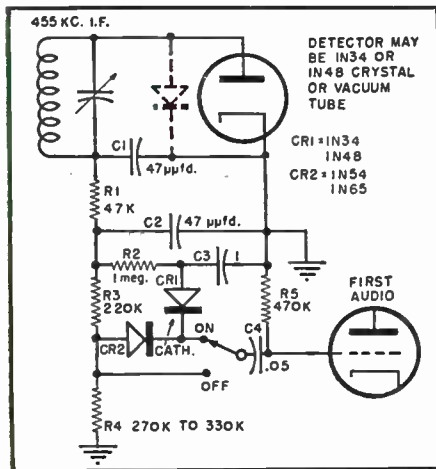 455 KC. I.F.
DETECTOR MAY
BE IN34 OR
IN48 CRYSTAL
OR VACUUM
TUBE
CR1=IN34
IN48
CR2=IN54
IN65
C1
47µµfd.
R1
47K
C2
47 µµfd.
R2
1 meg.
C3
1
CR1
R3
220K
R5
470K
FIRST
AUDIO
ON
C4
.05
CR2
CATH.
OFF
R4 270K TO 330K